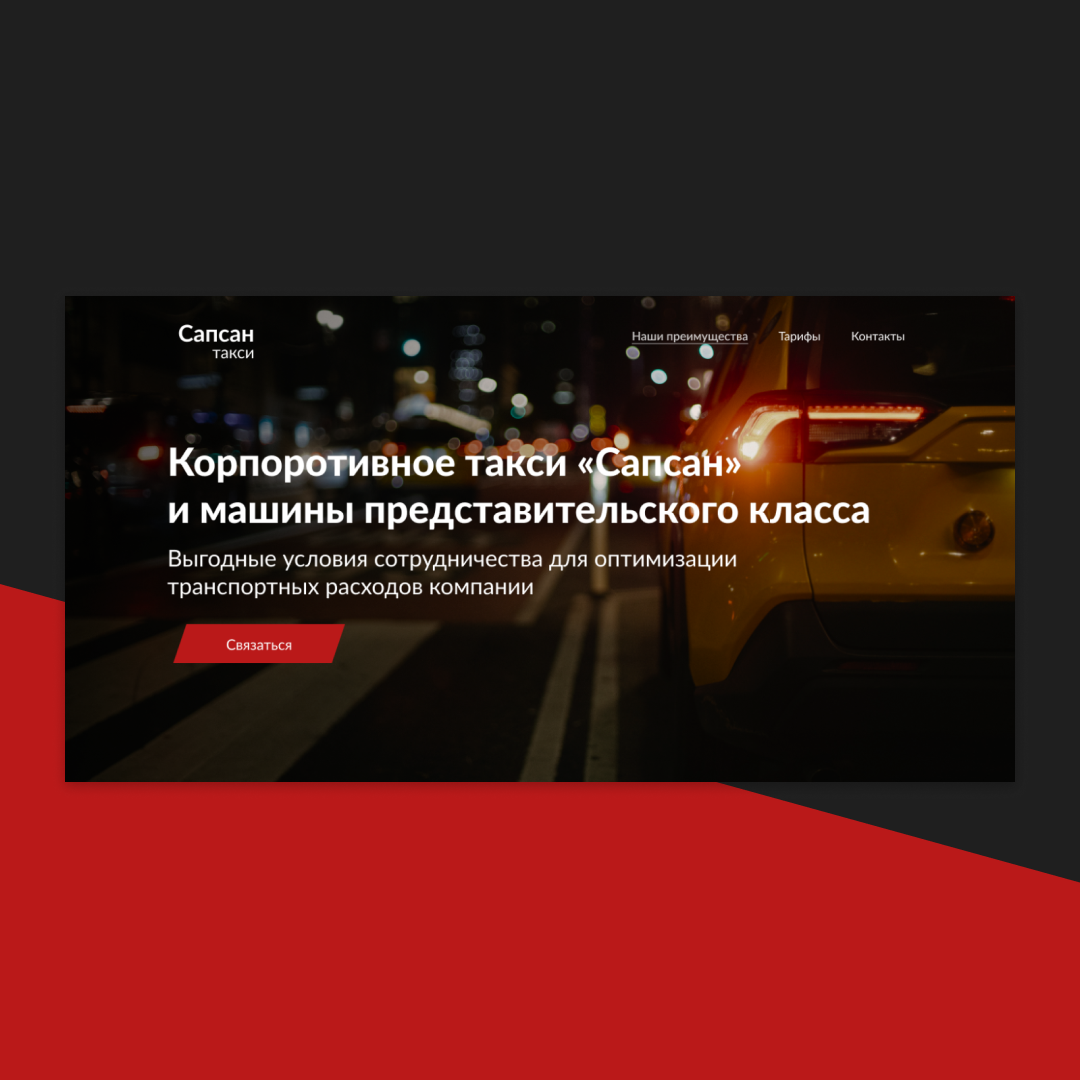 Сапсан
такси
Наши преимущества Тарифы Контакты
Корпоротивное такси «Сапсан»
и машины представительского класса
Выгодные условия сотрудничества для оптимизации
транспортных расходов компании
Связаться